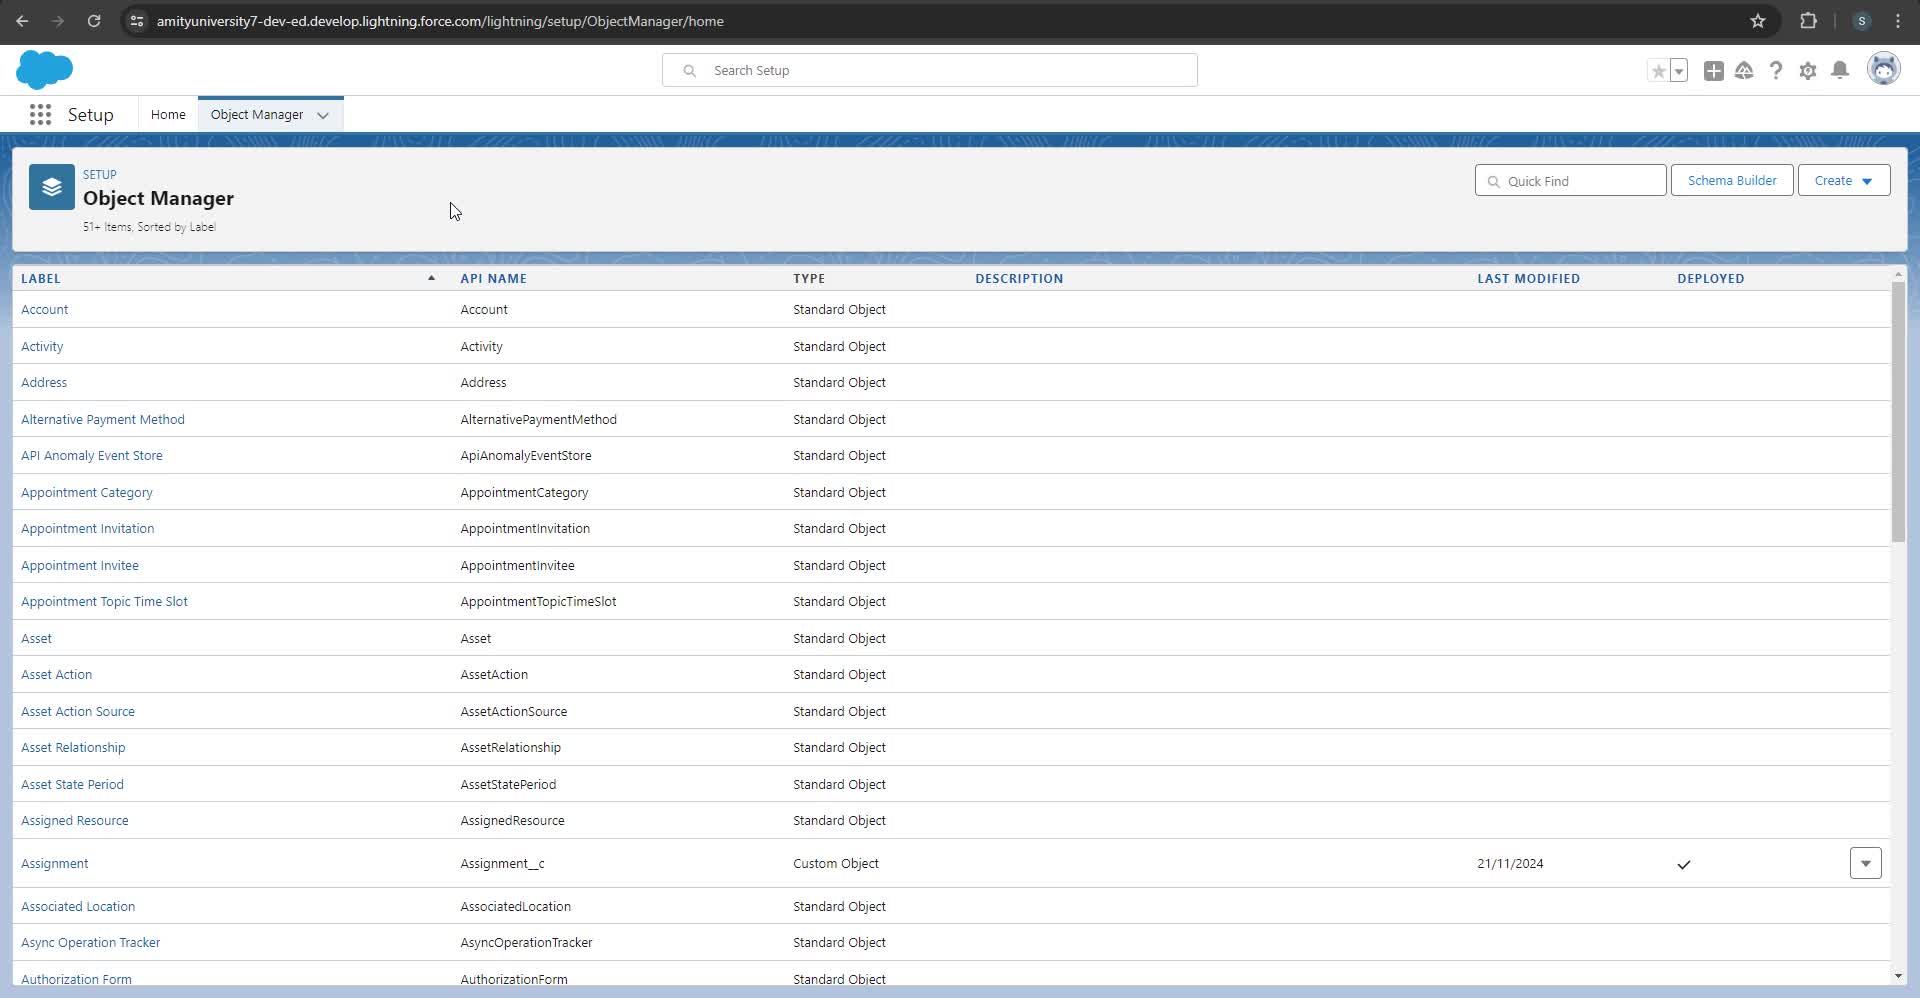 amityuniversity7-dev-ed.develop.lightning.force.com/lightning/setup/ObjectManager/home
S
Search Setup
Setup
Home
Object Manager
SETUP
Object Manager
51+ Items, Sorted by Label
Quick Find
Schema Builder
Create
LABEL API NAME TYPE DESCRIPTION LAST MODIFIED DEPLOYED
Account Account Standard Object
Activity Activity Standard Object
Address Address Standard Object
Alternative Payment Method AlternativePaymentMethod Standard Object
API Anomaly Event Store ApiAnomalyEventStore Standard Object
Appointment Category AppointmentCategory Standard Object
Appointment Invitation AppointmentInvitation Standard Object
Appointment Invitee AppointmentInvitee Standard Object
Appointment Topic Time Slot AppointmentTopicTimeSlot Standard Object
Asset Asset Standard Object
Asset Action AssetAction Standard Object
Asset Action Source AssetActionSource Standard Object
Asset Relationship AssetRelationship Standard Object
Asset State Period AssetStatePeriod Standard Object
Assigned Resource AssignedResource Standard Object
Assignment Assignment__c Custom Object 21/11/2024
Associated Location AssociatedLocation Standard Object
Async Operation Tracker AsyncOperationTracker Standard Object
Authorization Form AuthorizationForm Standard Object